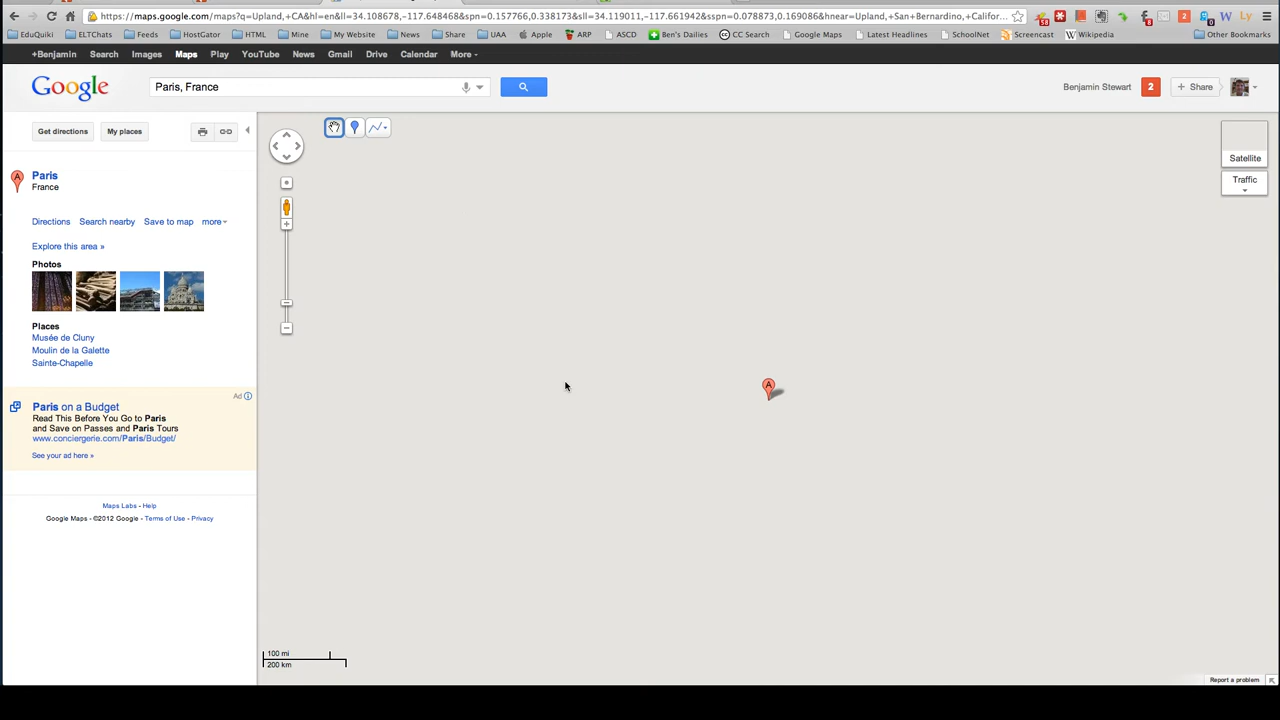 https://maps.google.com/maps?q=Upland,+CA&hl=en&ll=34.108678,-117.648468&spn=0.157766,0.338173&sll=34.119011,-117.661942&sspn=0.078873,0.169086&hnear=Upland,+San+Bernardino,+Califor...
EduQuiki ELTChats Feeds HostGator HTML Mine My Website News Share UAA Apple ARP ASCD Ben's Dailies CC Search Google Maps Latest Headlines SchoolNet Screencast Wikipedia Other Bookmarks
+Benjamin Search Images Maps Play YouTube News Gmail Drive Calendar More
Google Paris, France Benjamin Stewart 2 + Share
Get directions My places
A Paris
France
Directions Search nearby Save to map more
Explore this area »
Photos
Places
Musée de Cluny
Moulin de la Galette
Sainte-Chapelle
Ad
Paris on a Budget
Read This Before You Go to Paris
and Save on Passes and Paris Tours
www.conciergerie.com/Paris/Budget/
See your ad here »
Maps Labs - Help
Google Maps - ©2012 Google - Terms of Use - Privacy
Satellite
Traffic
A
100 mi
200 km
Report a problem